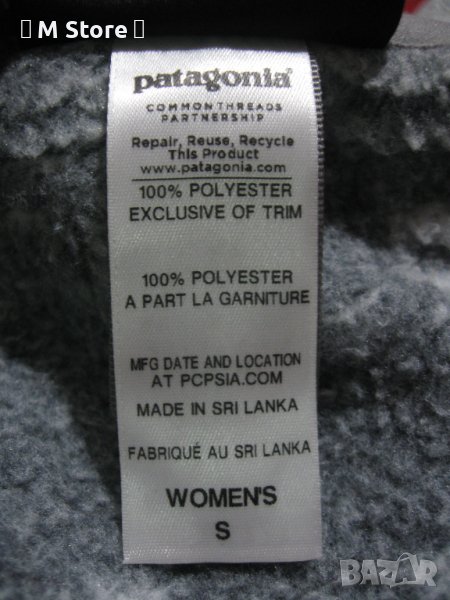 M Store
patagonia®
COMMON THREADS
PARTNERSHIP
Repair, Reuse, Recycle
This Product
www.patagonia.com
100% POLYESTER
EXCLUSIVE OF TRIM
100% POLYESTER
A PART LA GARNITURE
MFG DATE AND LOCATION
AT PCPSIA.COM
MADE IN SRI LANKA
FABRIQUÉ AU SRI LANKA
WOMEN'S
S
BAZAR